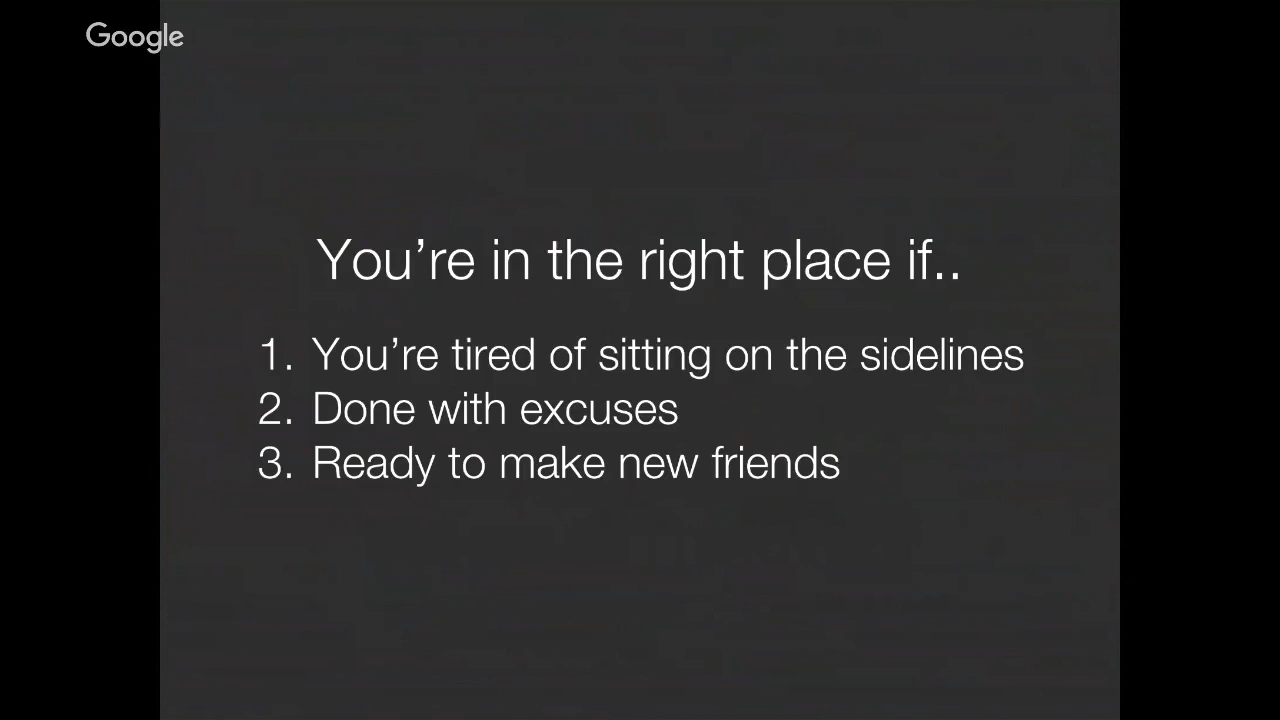 Google
You’re in the right place if..
1. You’re tired of sitting on the sidelines
2. Done with excuses
3. Ready to make new friends